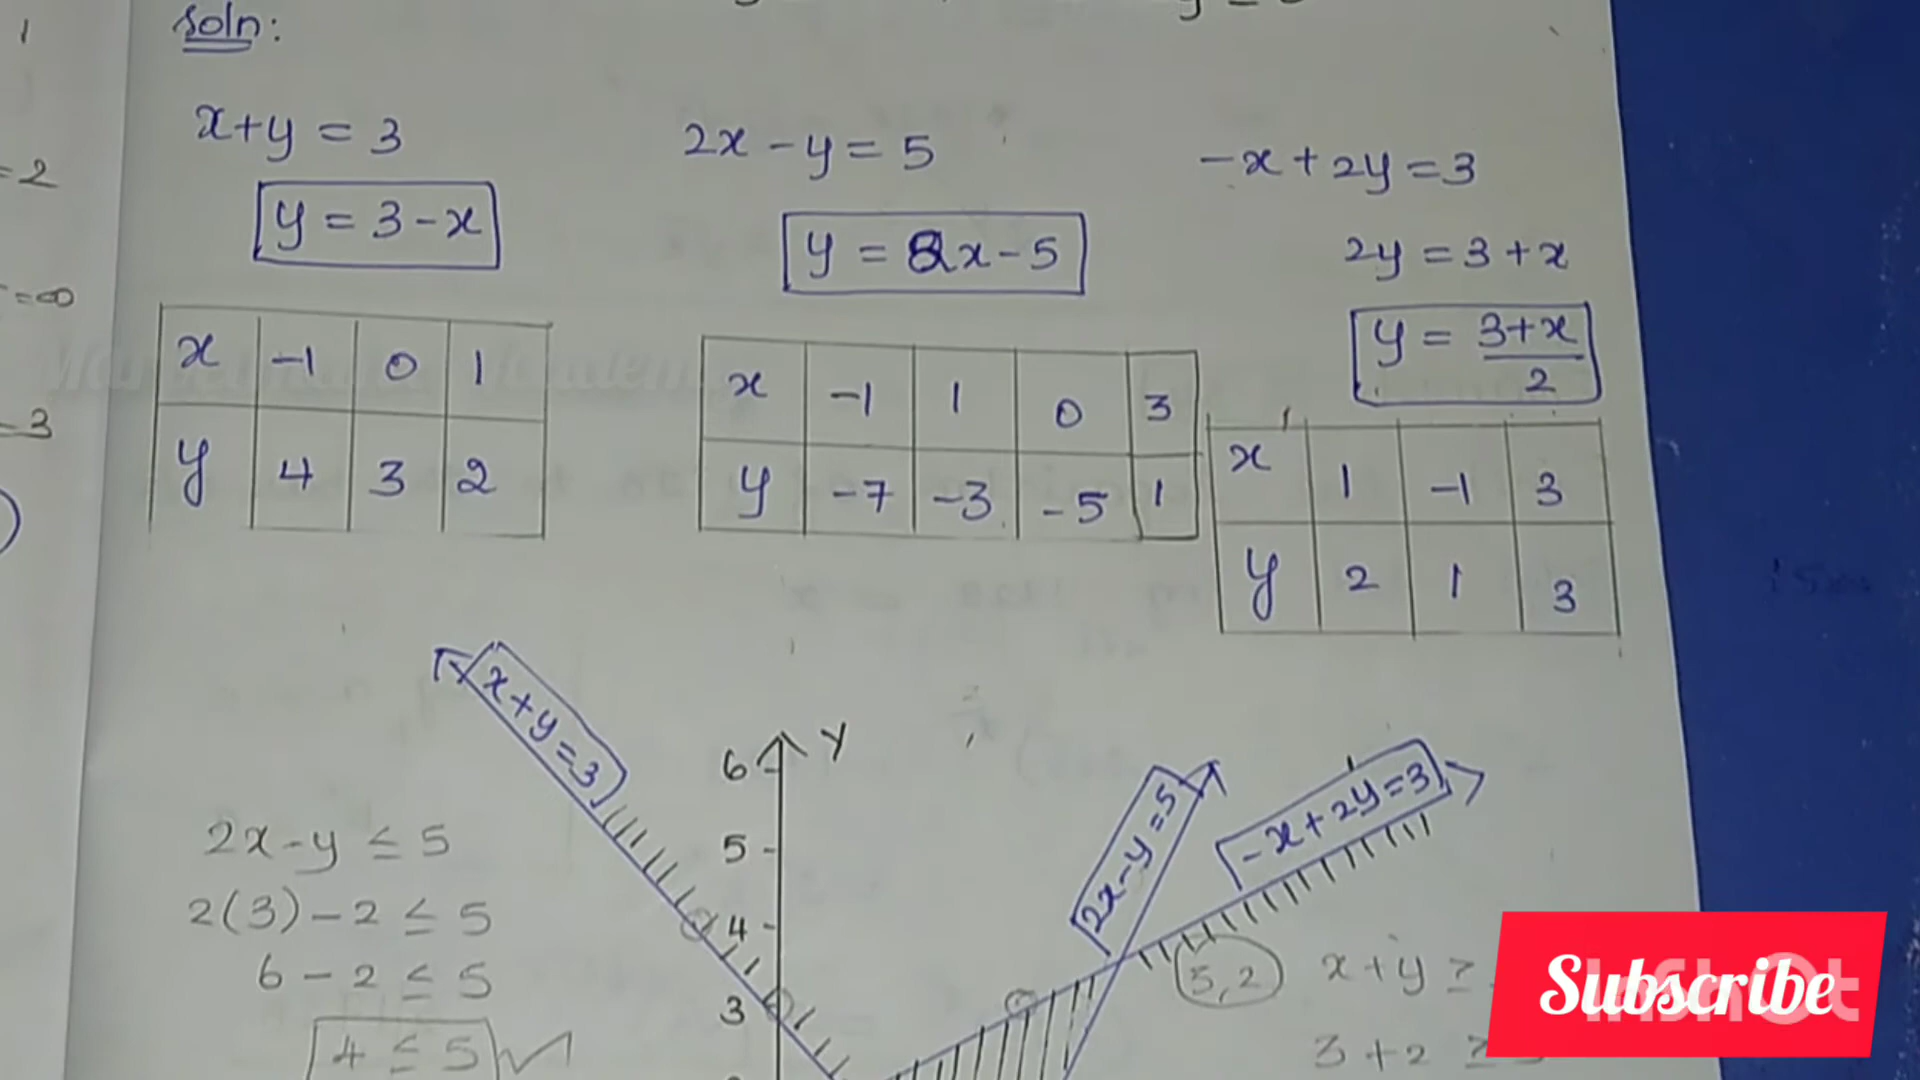 soln:
x+y = 3
y = 3-x
2x - y = 5
y = 2x-5
-x + 2y = 3
2y = 3 + x
y = 3+x
2
x -1 0 1
y 4 3 2
x -1 1 0 3
y -7 -3 -5 1
x 1 -1 3
y 2 1 3
x+y=3
6 Y
5
4
3
2x-y=5
-x+2y=3
2x-y ≤ 5
2(3)-2 ≤ 5
6-2 ≤ 5
4 ≤ 5 ✓
x+y ≥
3+2 ≥
Subscribe
1
=2
=∞
3